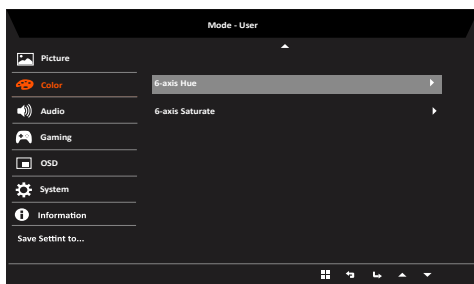 Mode - User
Picture
Color
Audio
Gaming
OSD
System
Information
Save Settint to...
6-axis Hue
6-axis Saturate